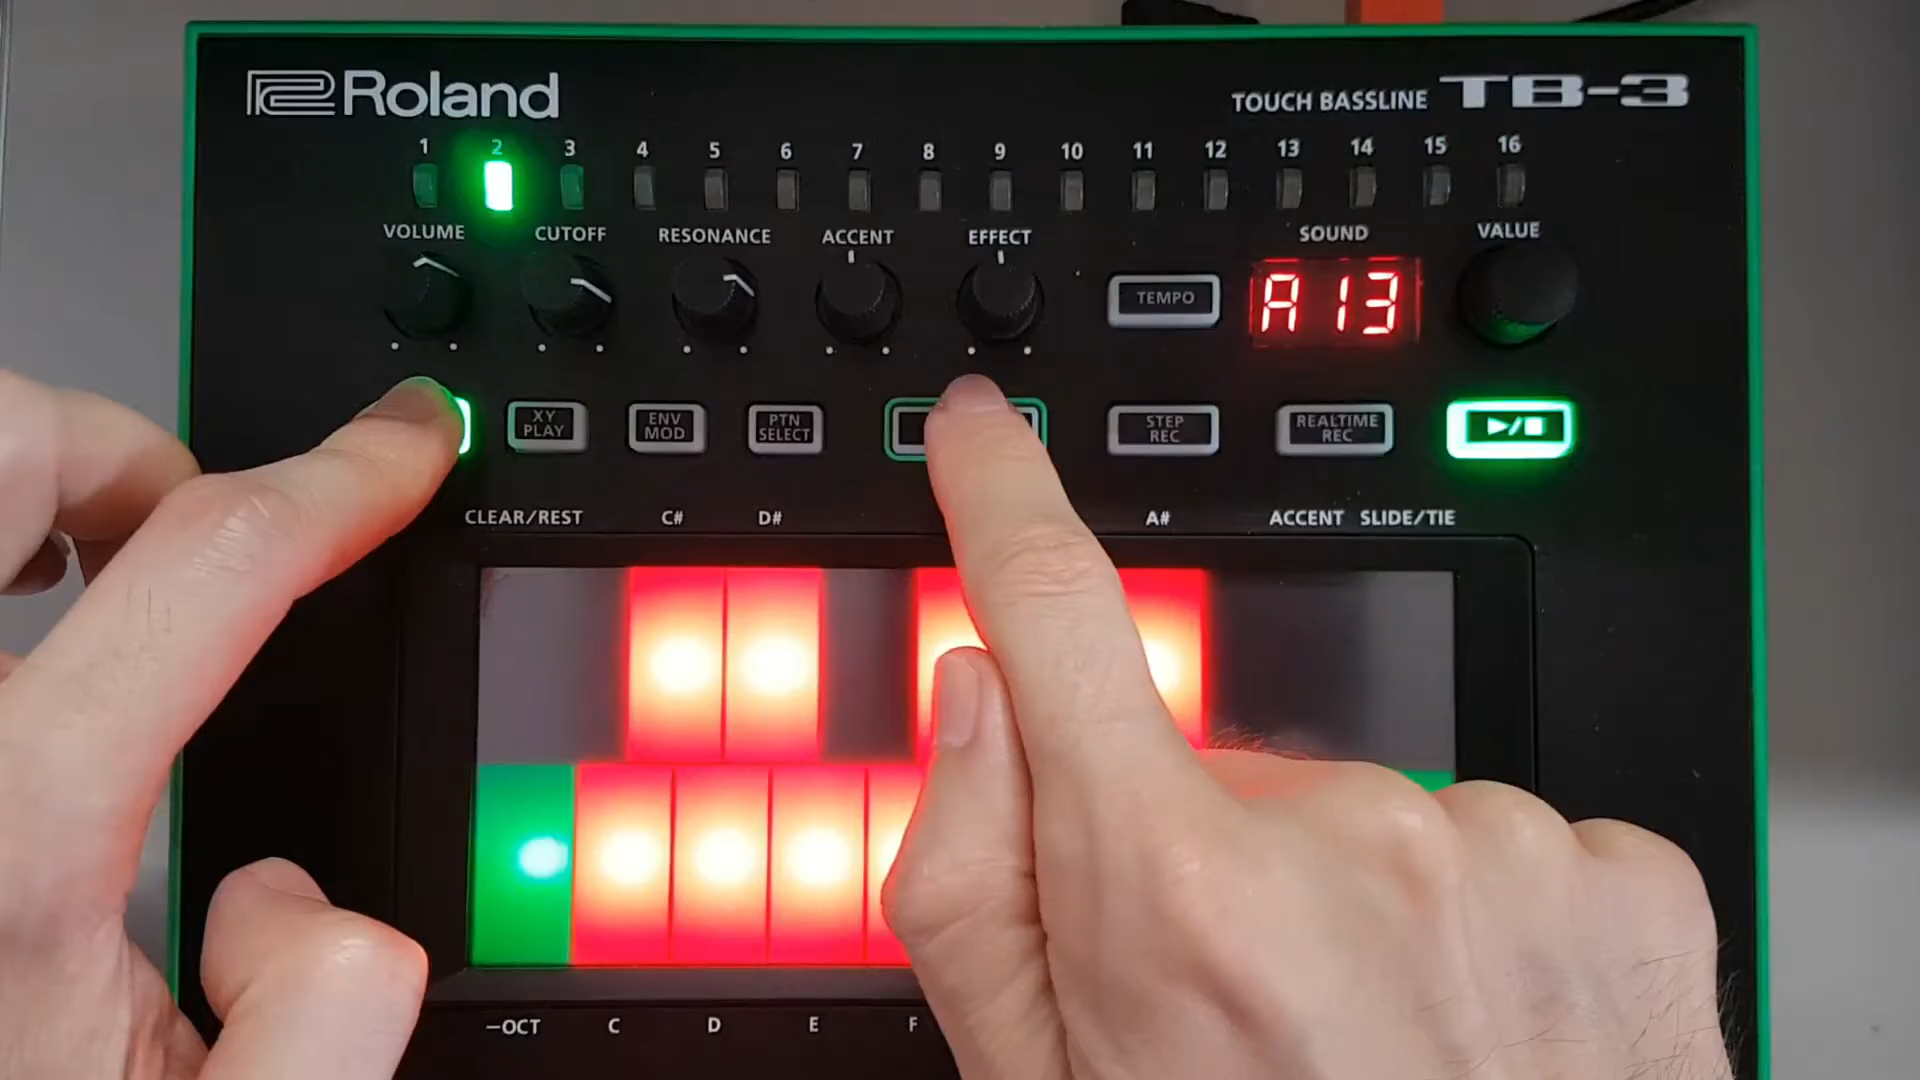 Roland
TOUCH BASSLINE TB-3
1 2 3 4 5 6 7 8 9 10 11 12 13 14 15 16
VOLUME CUTOFF RESONANCE ACCENT EFFECT SOUND VALUE
TEMPO
A13
XY
PLAY
ENV
MOD
PTN
SELECT
STEP
REC
REALTIME
REC
CLEAR/REST C# D# A# ACCENT SLIDE/TIE
−OCT C D E F